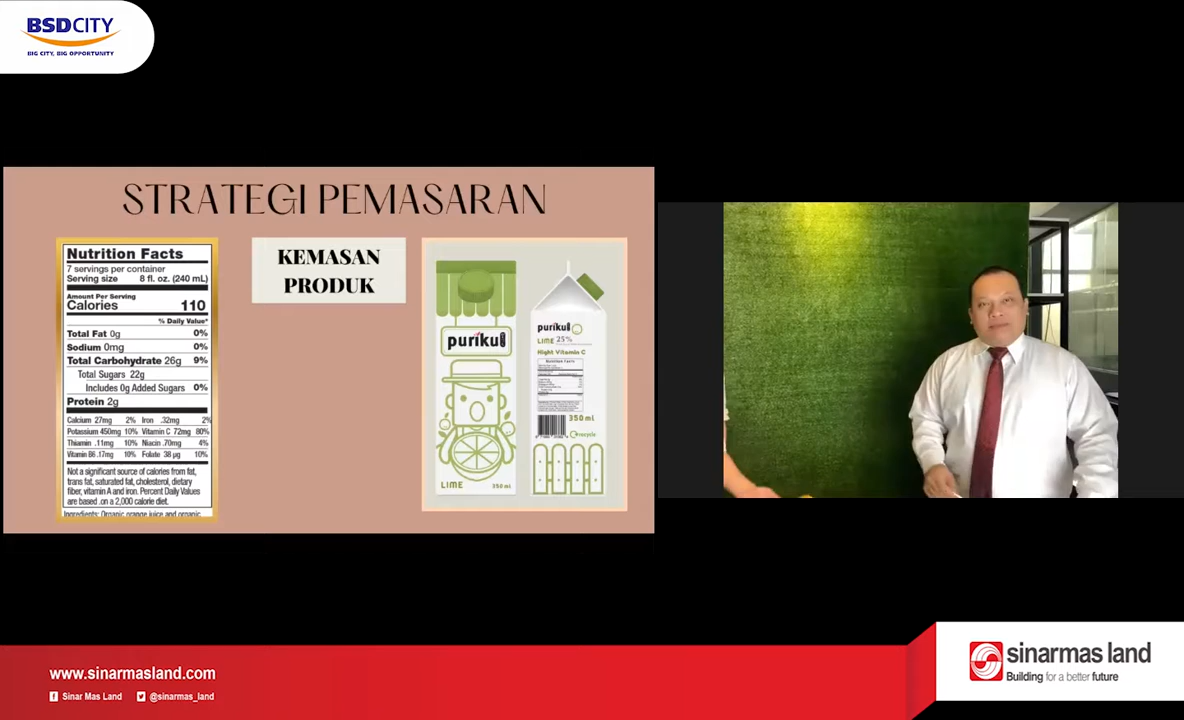 BSDCITY
BIG CITY, BIG OPPORTUNITY
STRATEGI PEMASARAN
Nutrition Facts
7 servings per container
Serving size 8 fl. oz. (240 mL)
Amount Per Serving
Calories 110
% Daily Value*
Total Fat 0g 0%
Sodium 0mg 0%
Total Carbohydrate 26g 9%
Total Sugars 22g
Includes 0g Added Sugars 0%
Protein 2g
Calcium 27mg 2% Iron .32mg 2%
Potassium 450mg 10% Vitamin C 72mg 80%
Thiamin .11mg 10% Niacin .70mg 4%
Vitamin B6 .17mg 10% Folate 38 µg 10%
Not a significant source of calories from fat,
trans fat, saturated fat, cholesterol, dietary
fiber, vitamin A and iron. Percent Daily Values
are based on a 2,000 calorie diet.
Ingredients: Organic orange juice and organic
KEMASAN
PRODUK
purikul
LIME
350 ml
purikul
LIME 25%
Hight Vitamin C
Nutrition Facts
350 ml
recycle
www.sinarmasland.com
Sinar Mas Land @sinarmas_land
sinarmas land
Building for a better future